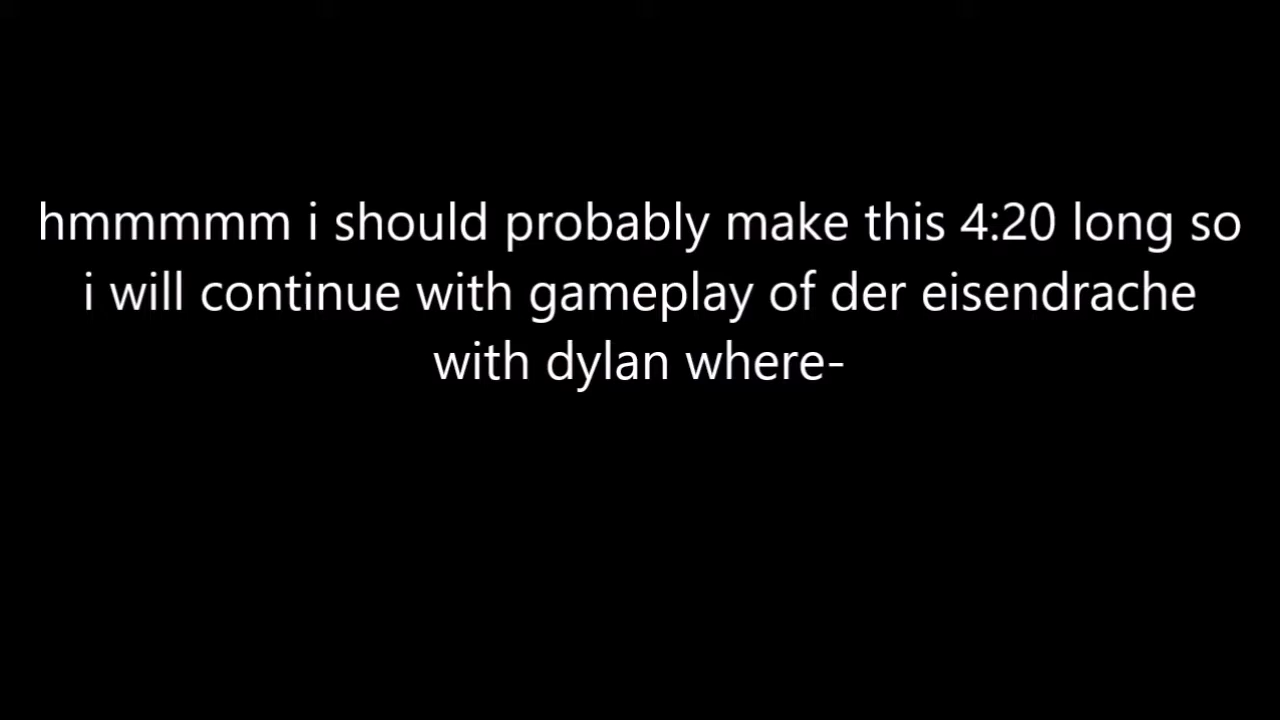 hmmmmm i should probably make this 4:20 long so
i will continue with gameplay of der eisendrache
with dylan where-